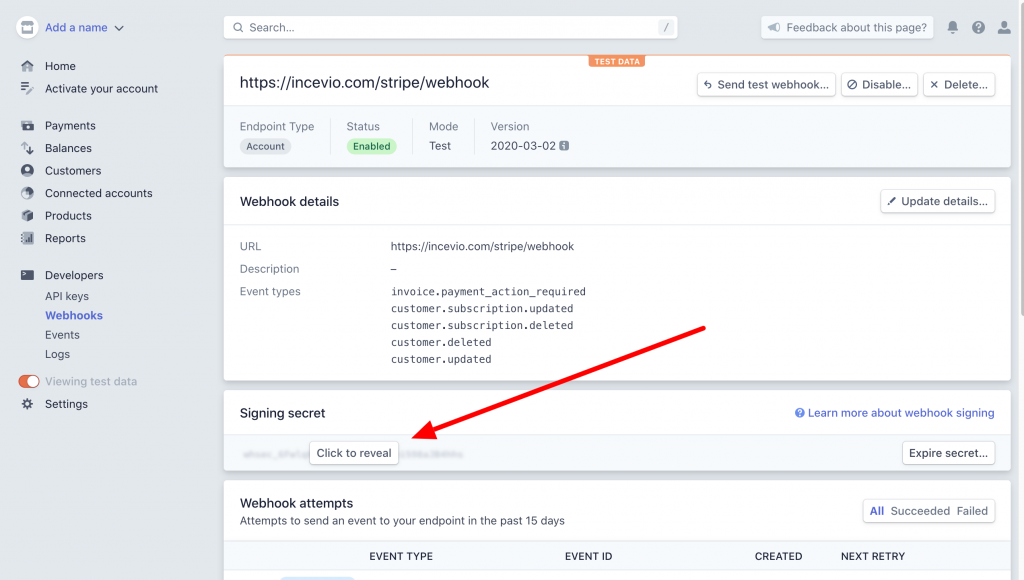 Add a name
Search...
/
Feedback about this page?
Home
Activate your account
Payments
Balances
Customers
Connected accounts
Products
Reports
Developers
API keys
Webhooks
Events
Logs
Viewing test data
Settings
TEST DATA
https://incevio.com/stripe/webhook
Send test webhook...
Disable...
Delete...
Endpoint Type
Status
Mode
Version
Account
Enabled
Test
2020-03-02
Webhook details
Update details...
URL
https://incevio.com/stripe/webhook
Description
–
Event types
invoice.payment_action_required
customer.subscription.updated
customer.subscription.deleted
customer.deleted
customer.updated
Signing secret
Learn more about webhook signing
Click to reveal
Expire secret...
Webhook attempts
Attempts to send an event to your endpoint in the past 15 days
All Succeeded Failed
EVENT TYPE EVENT ID CREATED NEXT RETRY